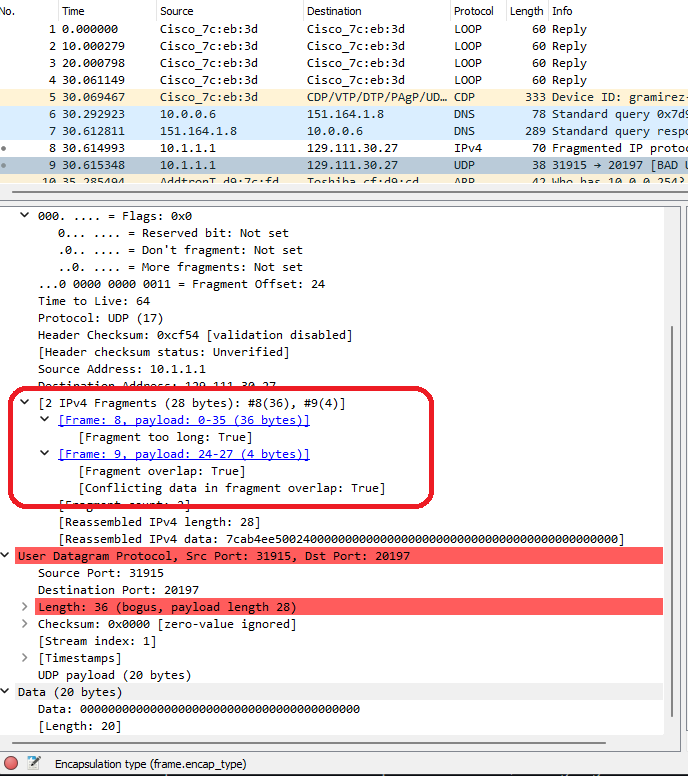 No. Time Source Destination Protocol Length Info
1 0.000000 Cisco_7c:eb:3d Cisco_7c:eb:3d LOOP 60 Reply
2 10.000279 Cisco_7c:eb:3d Cisco_7c:eb:3d LOOP 60 Reply
3 20.000798 Cisco_7c:eb:3d Cisco_7c:eb:3d LOOP 60 Reply
4 30.061149 Cisco_7c:eb:3d Cisco_7c:eb:3d LOOP 60 Reply
5 30.069467 Cisco_7c:eb:3d CDP/VTP/DTP/PAgP/UD… CDP 333 Device ID: gramirez-
6 30.292923 10.0.0.6 151.164.1.8 DNS 78 Standard query 0x7d9
7 30.612811 151.164.1.8 10.0.0.6 DNS 289 Standard query respo
8 30.614993 10.1.1.1 129.111.30.27 IPv4 70 Fragmented IP protoc
9 30.615348 10.1.1.1 129.111.30.27 UDP 38 31915 → 20197 [BAD U
10 35.285494 AddtronT_d9:7c:fd Toshiba_cf:d9:cd ARP 42 Who has 10.0.0.254?
000. .... = Flags: 0x0
0... .... = Reserved bit: Not set
.0.. .... = Don't fragment: Not set
..0. .... = More fragments: Not set
...0 0000 0000 0011 = Fragment Offset: 24
Time to Live: 64
Protocol: UDP (17)
Header Checksum: 0xcf54 [validation disabled]
[Header checksum status: Unverified]
Source Address: 10.1.1.1
Destination Address: 129.111.30.27
[2 IPv4 Fragments (28 bytes): #8(36), #9(4)]
[Frame: 8, payload: 0-35 (36 bytes)]
[Fragment too long: True]
[Frame: 9, payload: 24-27 (4 bytes)]
[Fragment overlap: True]
[Conflicting data in fragment overlap: True]
[Fragment count: 2]
[Reassembled IPv4 length: 28]
[Reassembled IPv4 data: 7cab4ee50024000000000000000000000000000000000000000000000]
User Datagram Protocol, Src Port: 31915, Dst Port: 20197
Source Port: 31915
Destination Port: 20197
Length: 36 (bogus, payload length 28)
Checksum: 0x0000 [zero-value ignored]
[Stream index: 1]
[Timestamps]
UDP payload (20 bytes)
Data (20 bytes)
Data: 0000000000000000000000000000000000000000
[Length: 20]
Encapsulation type (frame.encap_type)